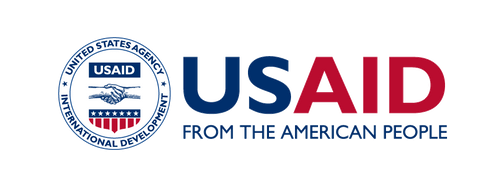 UNITED STATES AGENCY
USAID
INTERNATIONAL DEVELOPMENT
USAID
FROM THE AMERICAN PEOPLE